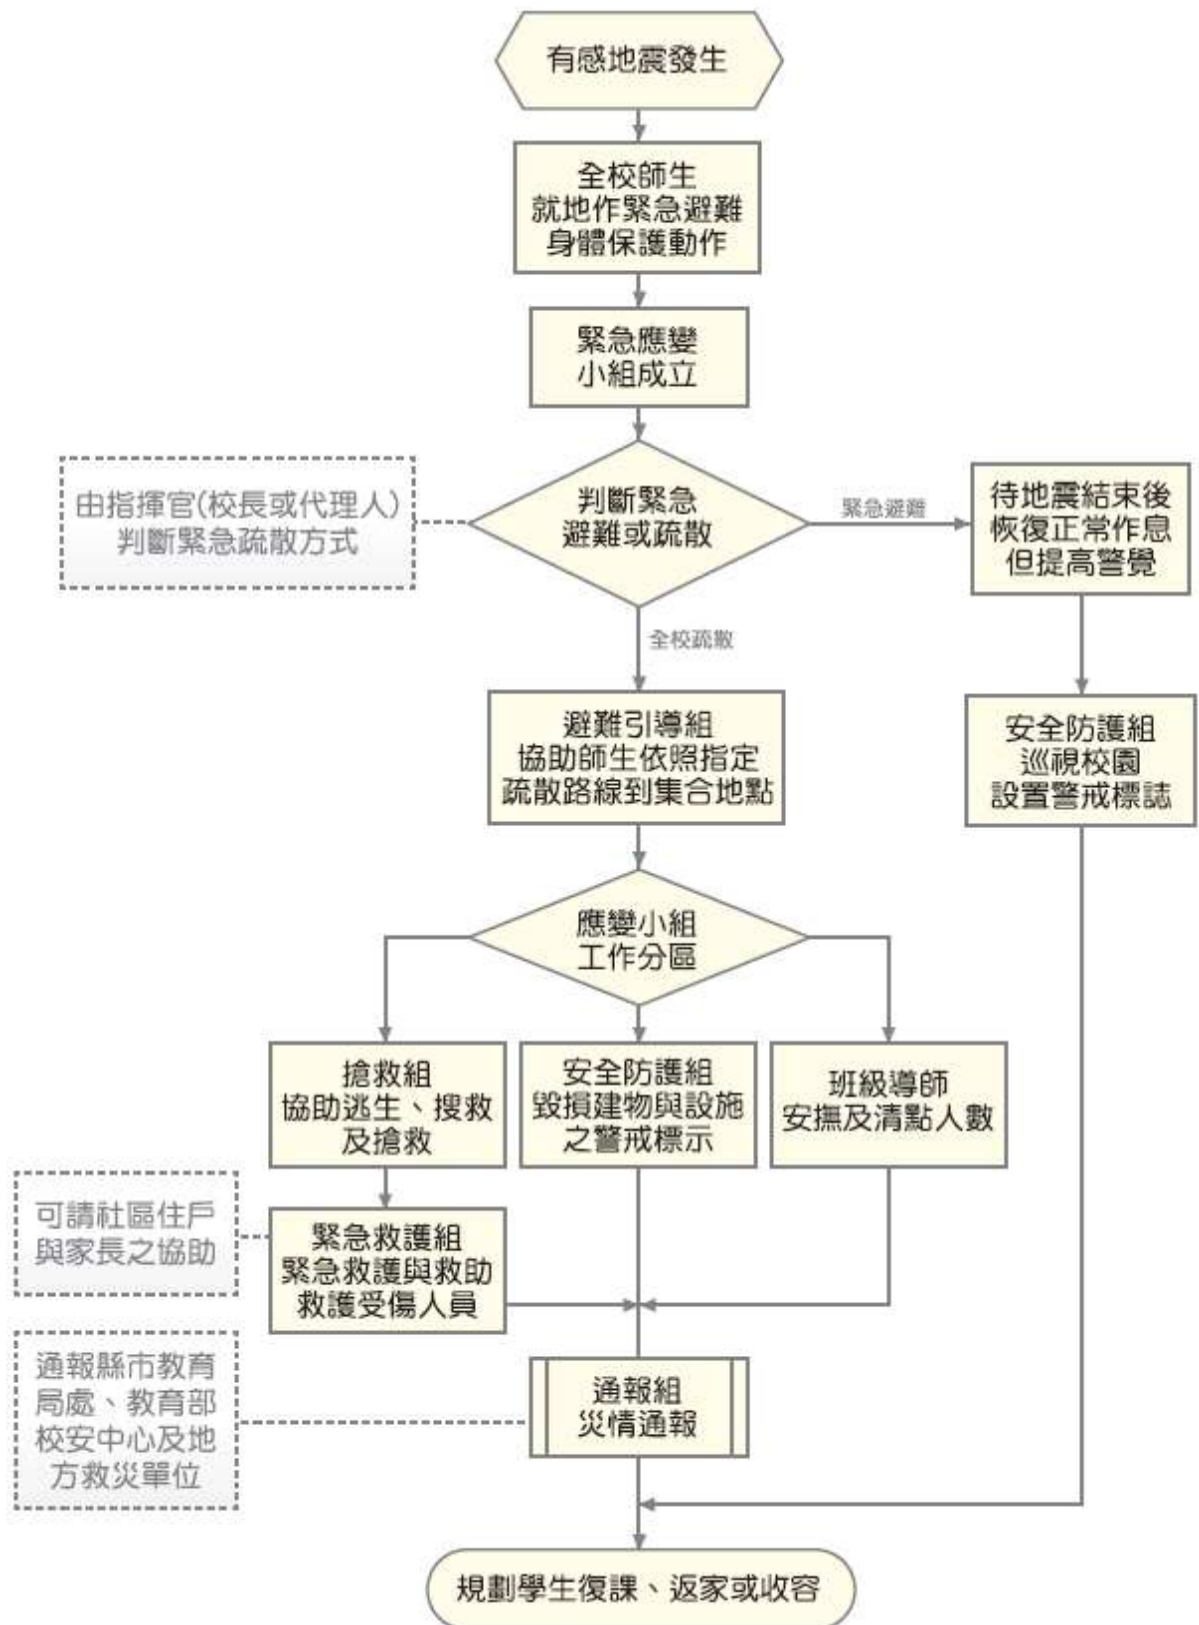 有感地震發生
全校師生
就地作緊急避難
身體保護動作
緊急應變
小組成立
由指揮官(校長或代理人)
判斷緊急疏散方式
判斷緊急
避難或疏散
緊急避難
待地震結束後
恢復正常作息
但提高警覺
全校疏散
避難引導組
協助師生依照指定
疏散路線到集合地點
安全防護組
巡視校園
設置警戒標誌
應變小組
工作分區
搶救組
協助逃生、搜救
及搶救
安全防護組
毀損建物與設施
之警戒標示
班級導師
安撫及清點人數
可請社區住戶
與家長之協助
緊急救護組
緊急救護與救助
救護受傷人員
通報縣市教育
局處、教育部
校安中心及地
方救災單位
通報組
災情通報
規劃學生復課、返家或收容